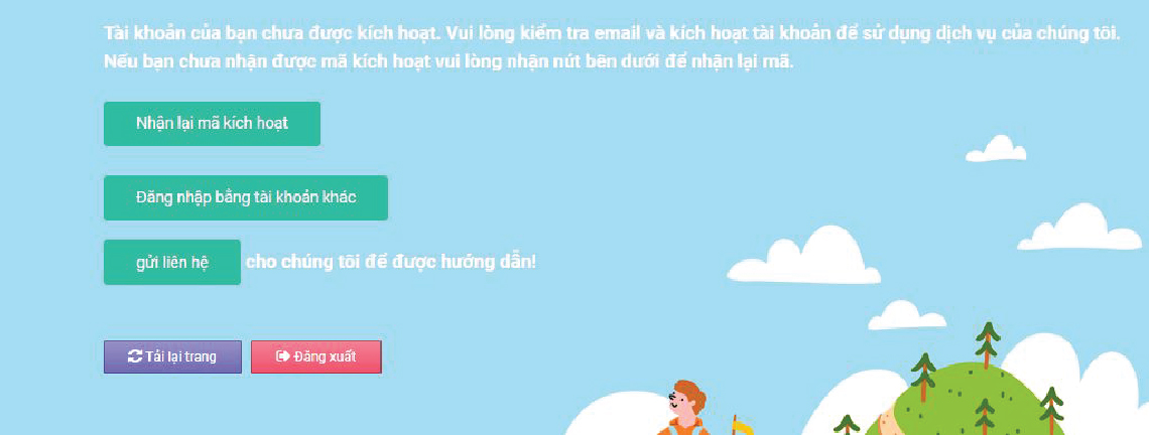 Tài khoản của bạn chưa được kích hoạt. Vui lòng kiểm tra email và kích hoạt tài khoản để sử dụng dịch vụ của chúng tôi.
Nếu bạn chưa nhận được mã kích hoạt vui lòng nhận nút bên dưới để nhận lại mã.
Nhận lại mã kích hoạt
Đăng nhập bằng tài khoản khác
gửi liên hệ cho chúng tôi để được hướng dẫn!
Tải lại trang Đăng xuất